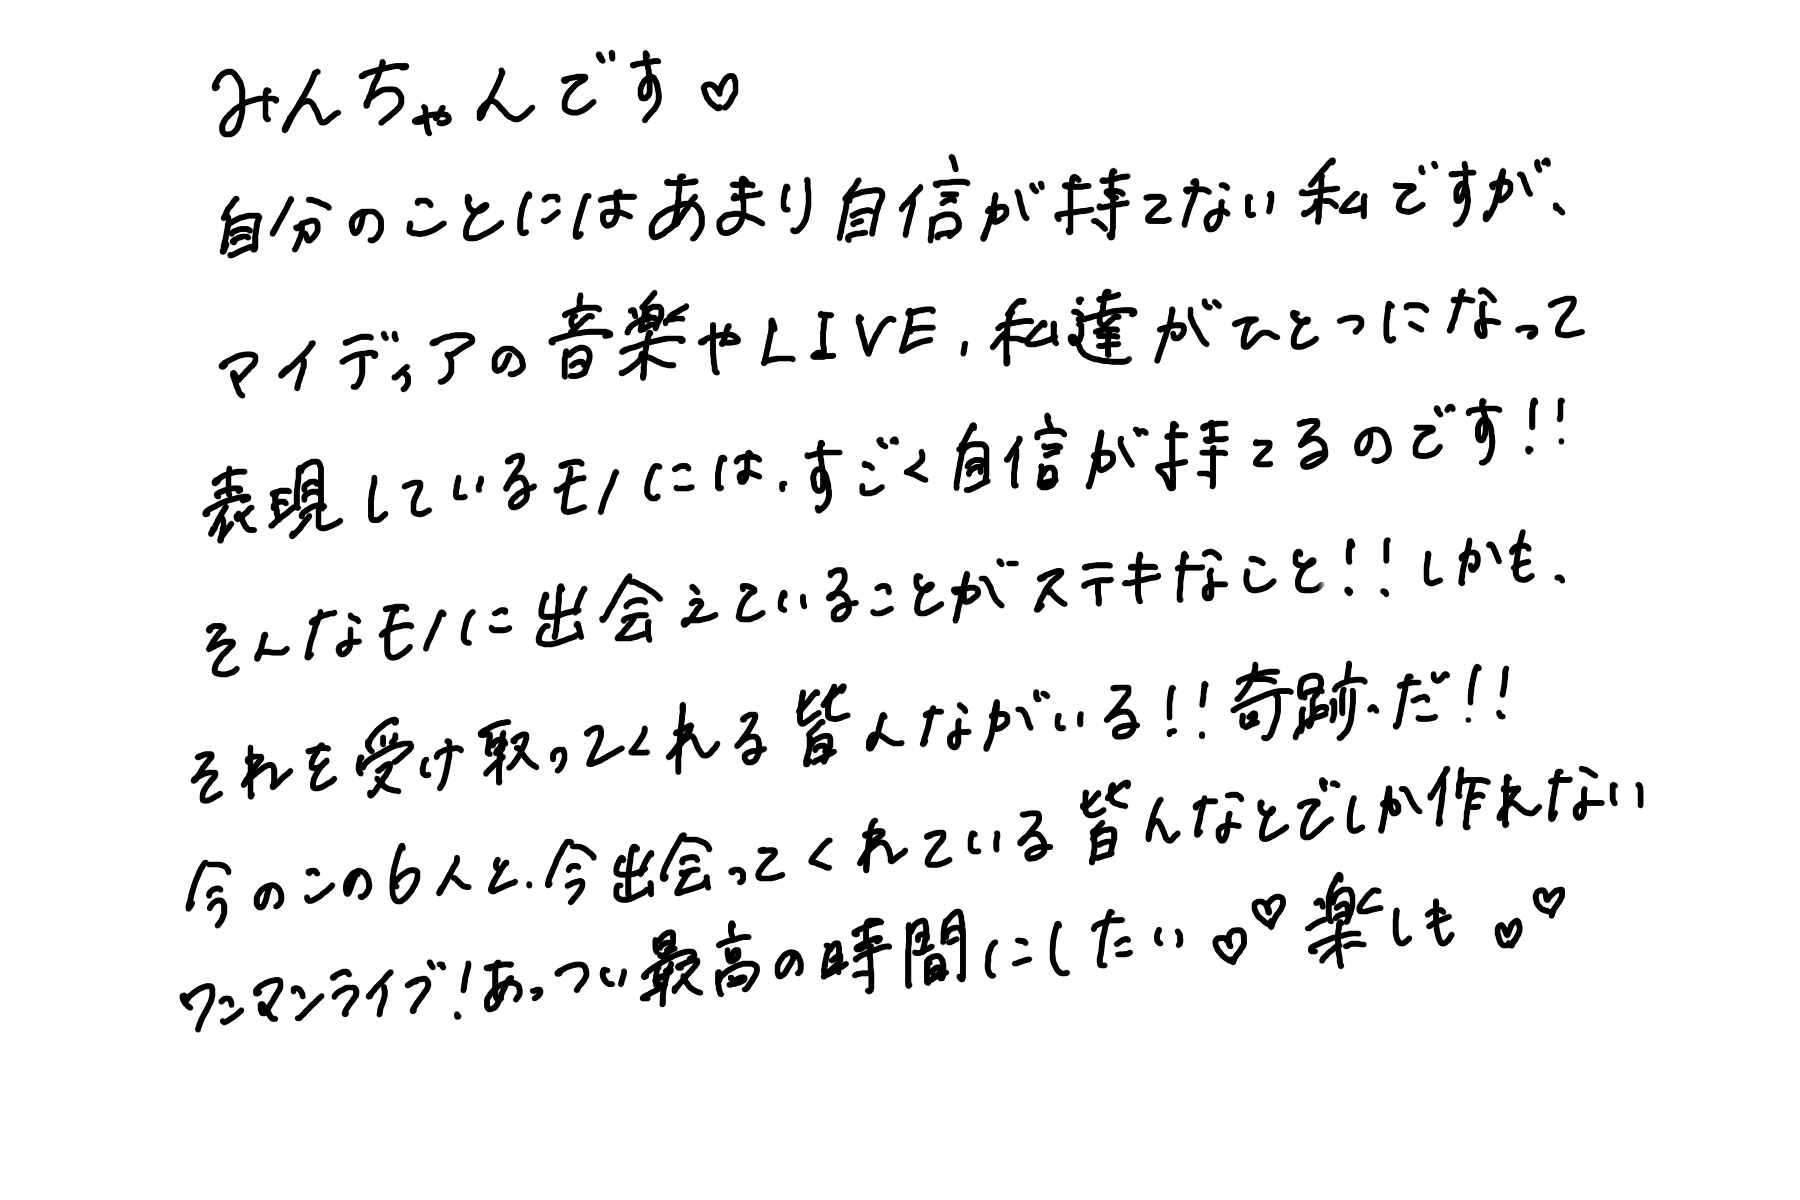 みんちゃんです♡
自分のことにはあまり自信が持てない私ですが、
マイディアの音楽やLIVE、私達がひとつになって
表現しているモノには、すごく自信が持てるのです!!
そんなモノに出会えていることがステキなこと!!しかも、
それを受け取ってくれる皆んながいる!!奇跡だ!!
今のこの6人と、今出会ってくれている皆んなとでしか作れない
ワンマンライブ!あっつい最高の時間にしたい♡♡楽しも♡♡